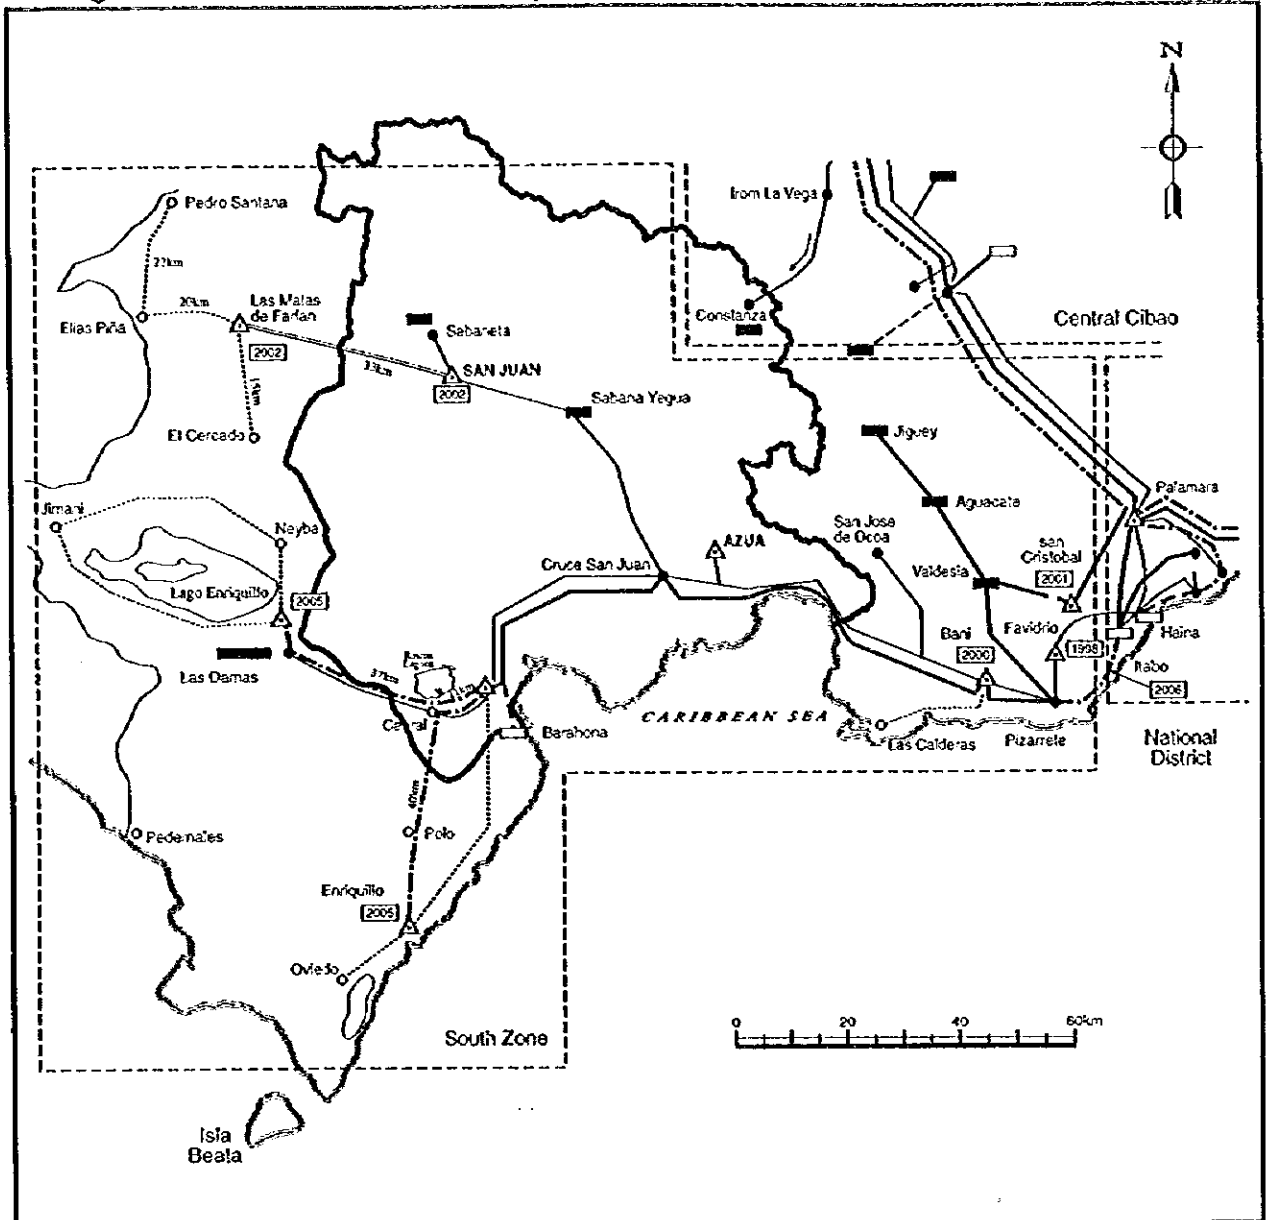 N
from La Vega
Pedro Santana
22km
20km
Las Matas
de Farfan
Elias Piña
2002
Sabaneta
33km
SAN JUAN
2002
15km
Constanza
Central Cibao
Sabana Yegua
El Cercado
Jiguey
Aguacate
Palamara
Jimani
Neyba
San Jose
de Ocoa
san
Cristobal
AZUA
Cruce San Juan
Valdesia
2001
Lago Enriquillo
2005
Favidrio
Haina
Bani
2000
1998
Itabo
2006
Las Damas
37km
Cabral
CARIBBEAN SEA
Barahona
Las Calderas
Pizarrete
National
District
40km
Pedernales
Polo
Enriquillo
2005
Oviedo
South Zone
0
20
40
60km
Isla
Beata